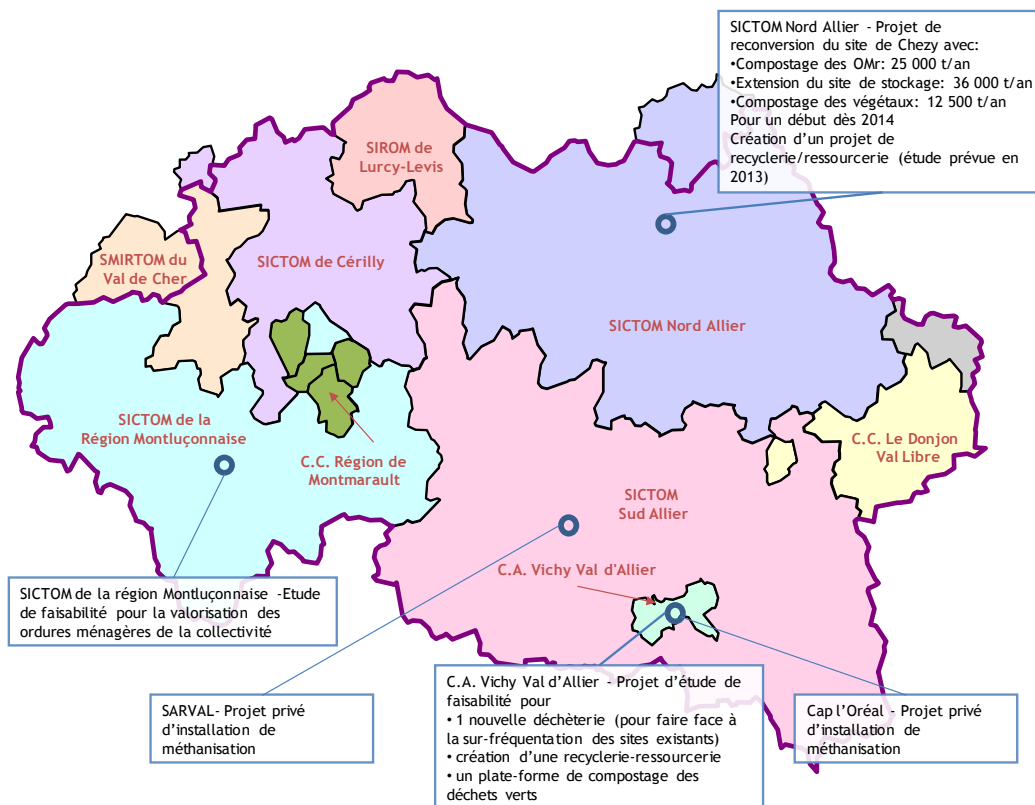 SICTOM Nord Allier - Projet de
reconversion du site de Chezy avec:
•Compostage des OMr: 25 000 t/an
•Extension du site de stockage: 36 000 t/an
•Compostage des végétaux: 12 500 t/an
Pour un début dès 2014
Création d'un projet de
recyclerie/ressourcerie (étude prévue en
2013)
SIROM de
Lurcy-Levis
SMIRTOM du
Val de Cher
SICTOM de Cérilly
SICTOM Nord Allier
SICTOM de la
Région Montluçonnaise
C.C. Région de
Montmarault
C.C. Le Donjon
Val Libre
SICTOM
Sud Allier
C.A. Vichy Val d'Allier
SICTOM de la région Montluçonnaise -Etude
de faisabilité pour la valorisation des
ordures ménagères de la collectivité
SARVAL- Projet privé
d'installation de
méthanisation
C.A. Vichy Val d'Allier - Projet d'étude de
faisabilité pour
• 1 nouvelle déchèterie (pour faire face à
la sur-fréquentation des sites existants)
• création d'une recyclerie-ressourcerie
• un plate-forme de compostage des
déchets verts
Cap l'Oréal - Projet privé
d'installation de
méthanisation